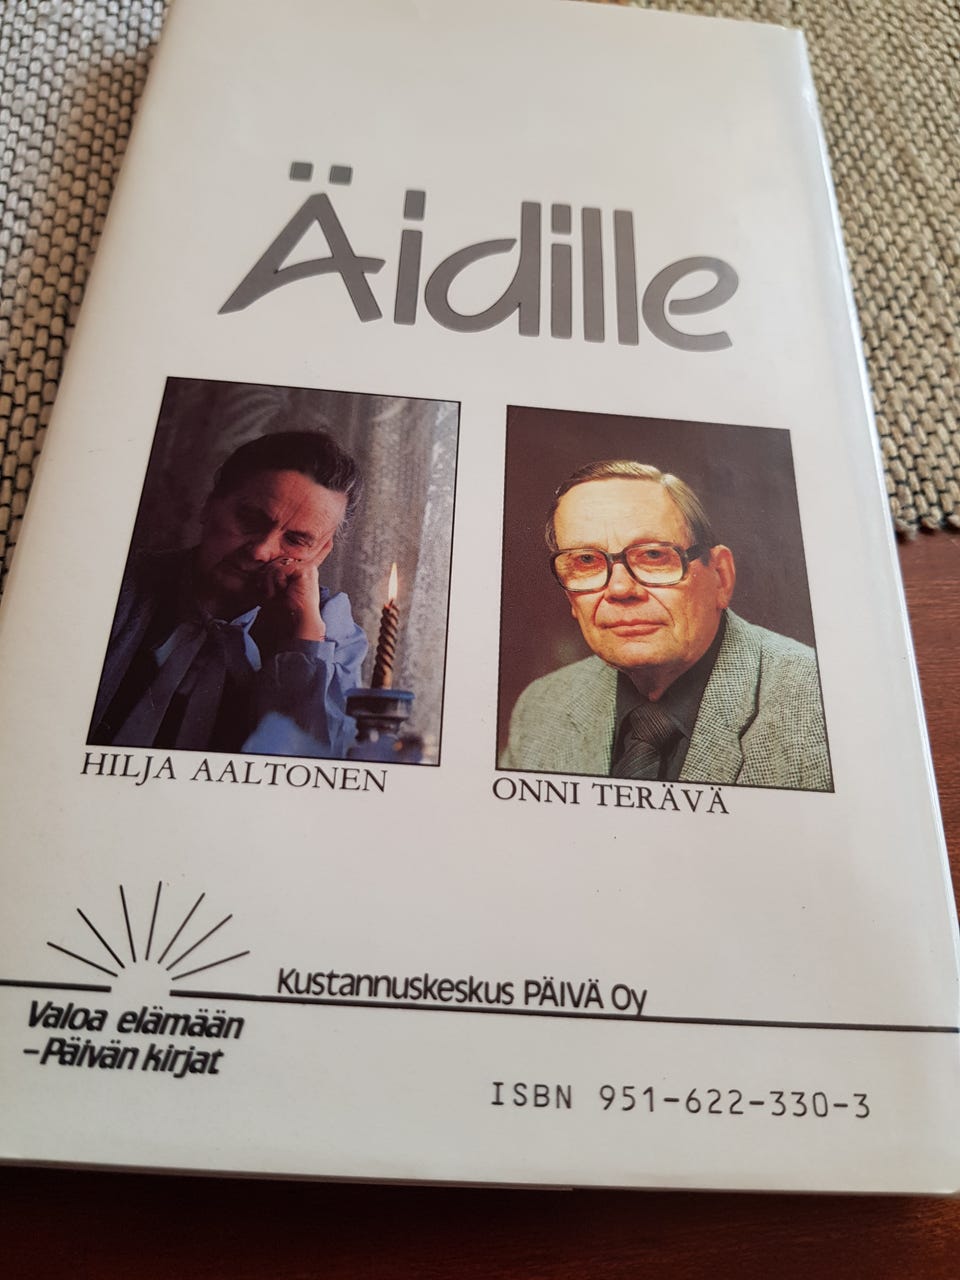 Äidille
HILJA AALTONEN
ONNI TERÄVÄ
Kustannuskeskus PÄIVÄ Oy
Valoa elämään
–Päivän kirjat
ISBN 951-622-330-3